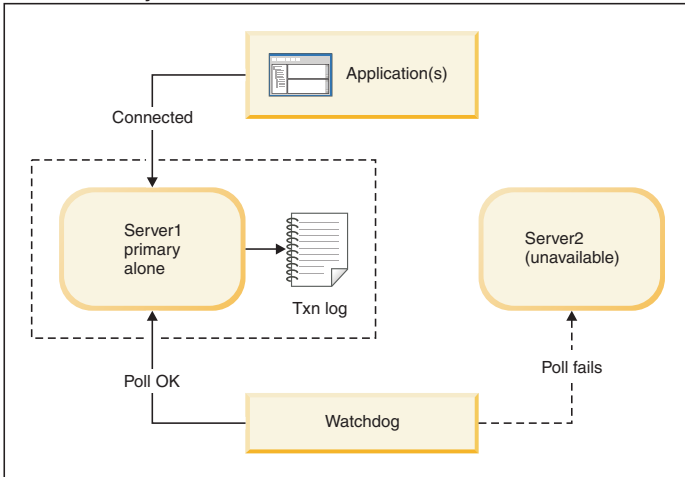 Application(s)
Connected
Server1
primary
alone
Txn log
Server2
(unavailable)
Poll OK
Poll fails
Watchdog